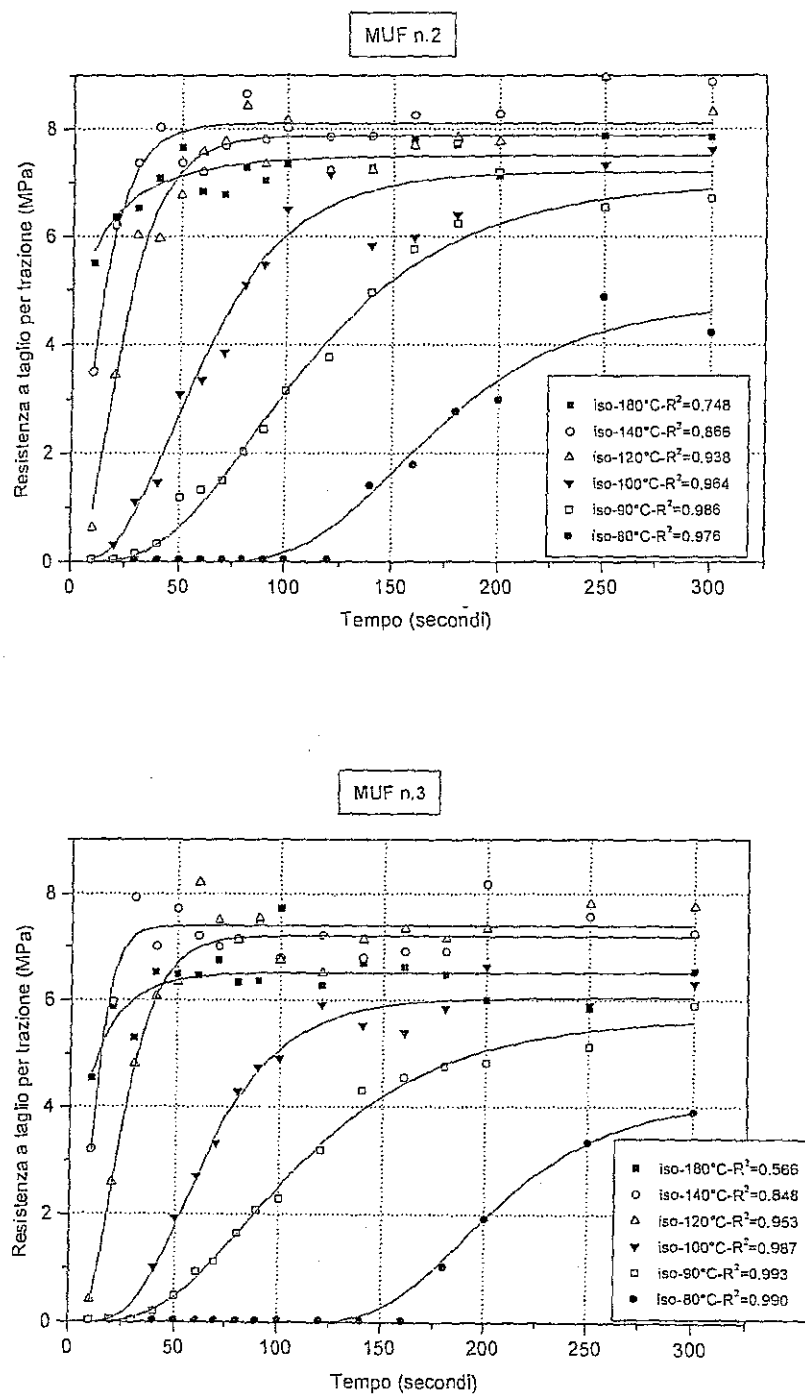 MUF n.2
Resistenza a taglio per trazione (MPa)
8
6
4
2
0
iso-180°C-R²=0.748
iso-140°C-R²=0.866
iso-120°C-R²=0.938
iso-100°C-R²=0.964
iso-90°C-R²=0.986
iso-80°C-R²=0.976
0 50 100 150 200 250 300
Tempo (secondi)
MUF n.3
Resistenza a taglio per trazione (MPa)
8
6
4
2
0
iso-180°C-R²=0.566
iso-140°C-R²=0.848
iso-120°C-R²=0.953
iso-100°C-R²=0.987
iso-90°C-R²=0.993
iso-80°C-R²=0.990
0 50 100 150 200 250 300
Tempo (secondi)